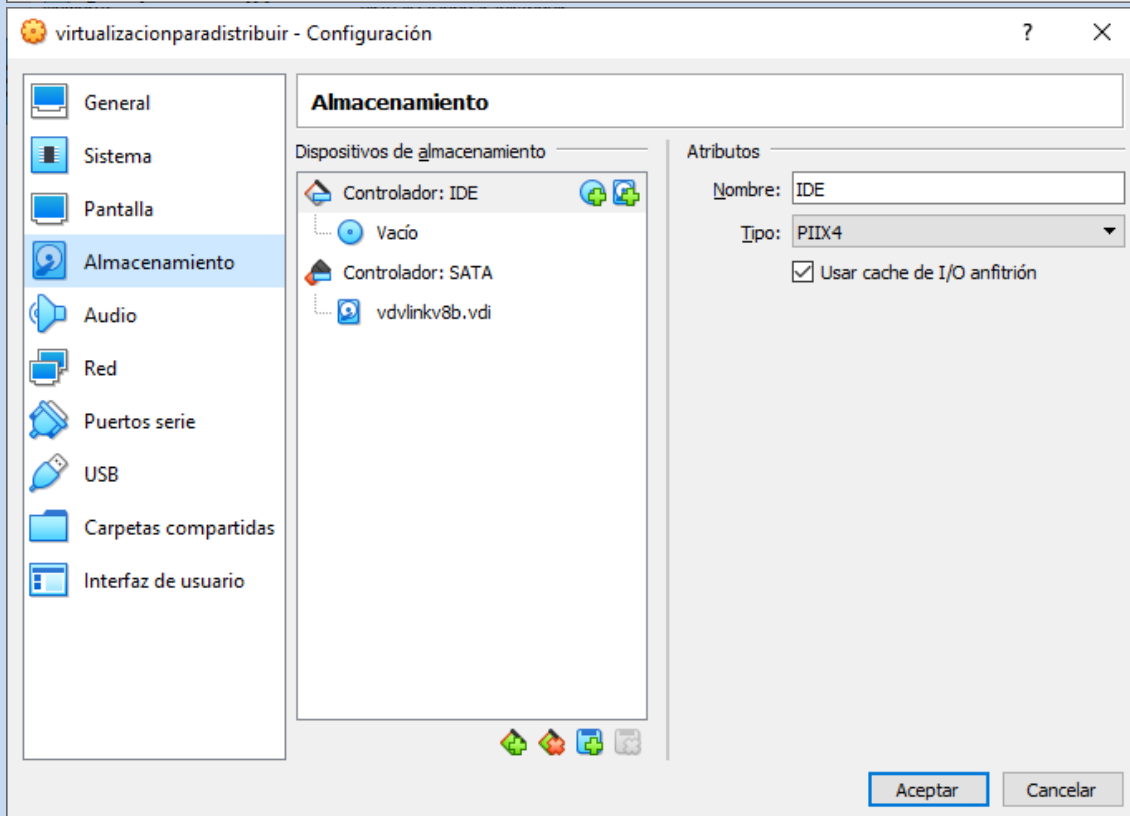 virtualizacionparadistribuir - Configuración
?
General
Sistema
Pantalla
Almacenamiento
Audio
Red
Puertos serie
USB
Carpetas compartidas
Interfaz de usuario
Almacenamiento
Dispositivos de almacenamiento
Controlador: IDE
Vacío
Controlador: SATA
vdvlinkv8b.vdi
Atributos
Nombre: IDE
Tipo: PIIX4
Usar cache de I/O anfitrión
Aceptar Cancelar